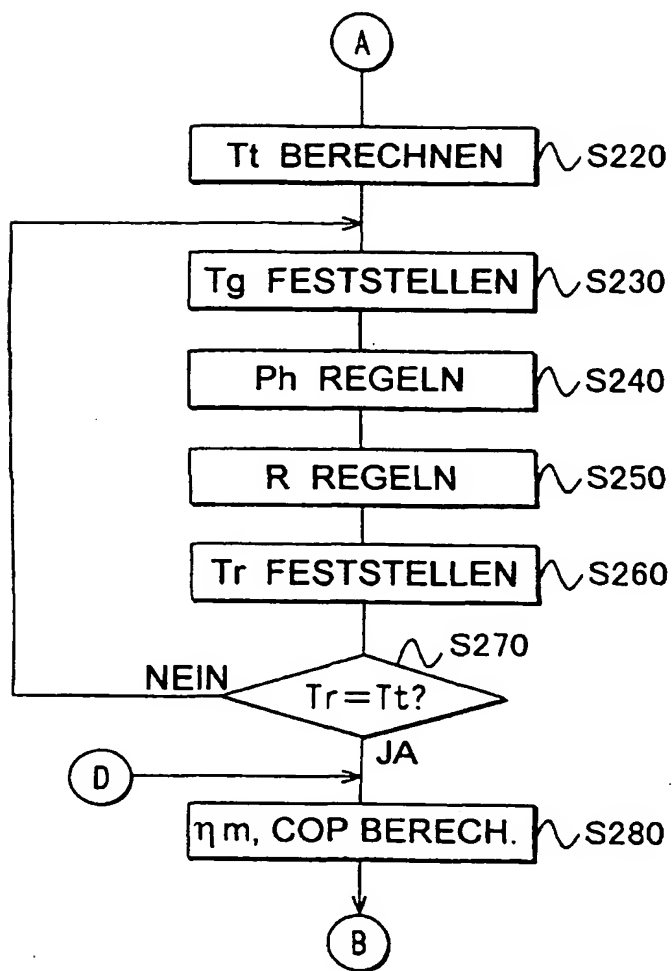 A
Tt BERECHNEN S220
Tg FESTSTELLEN S230
Ph REGELN S240
R REGELN S250
Tr FESTSTELLEN S260
S270
NEIN Tr=Tt?
JA
D
ηm, COP BERECH. S280
B